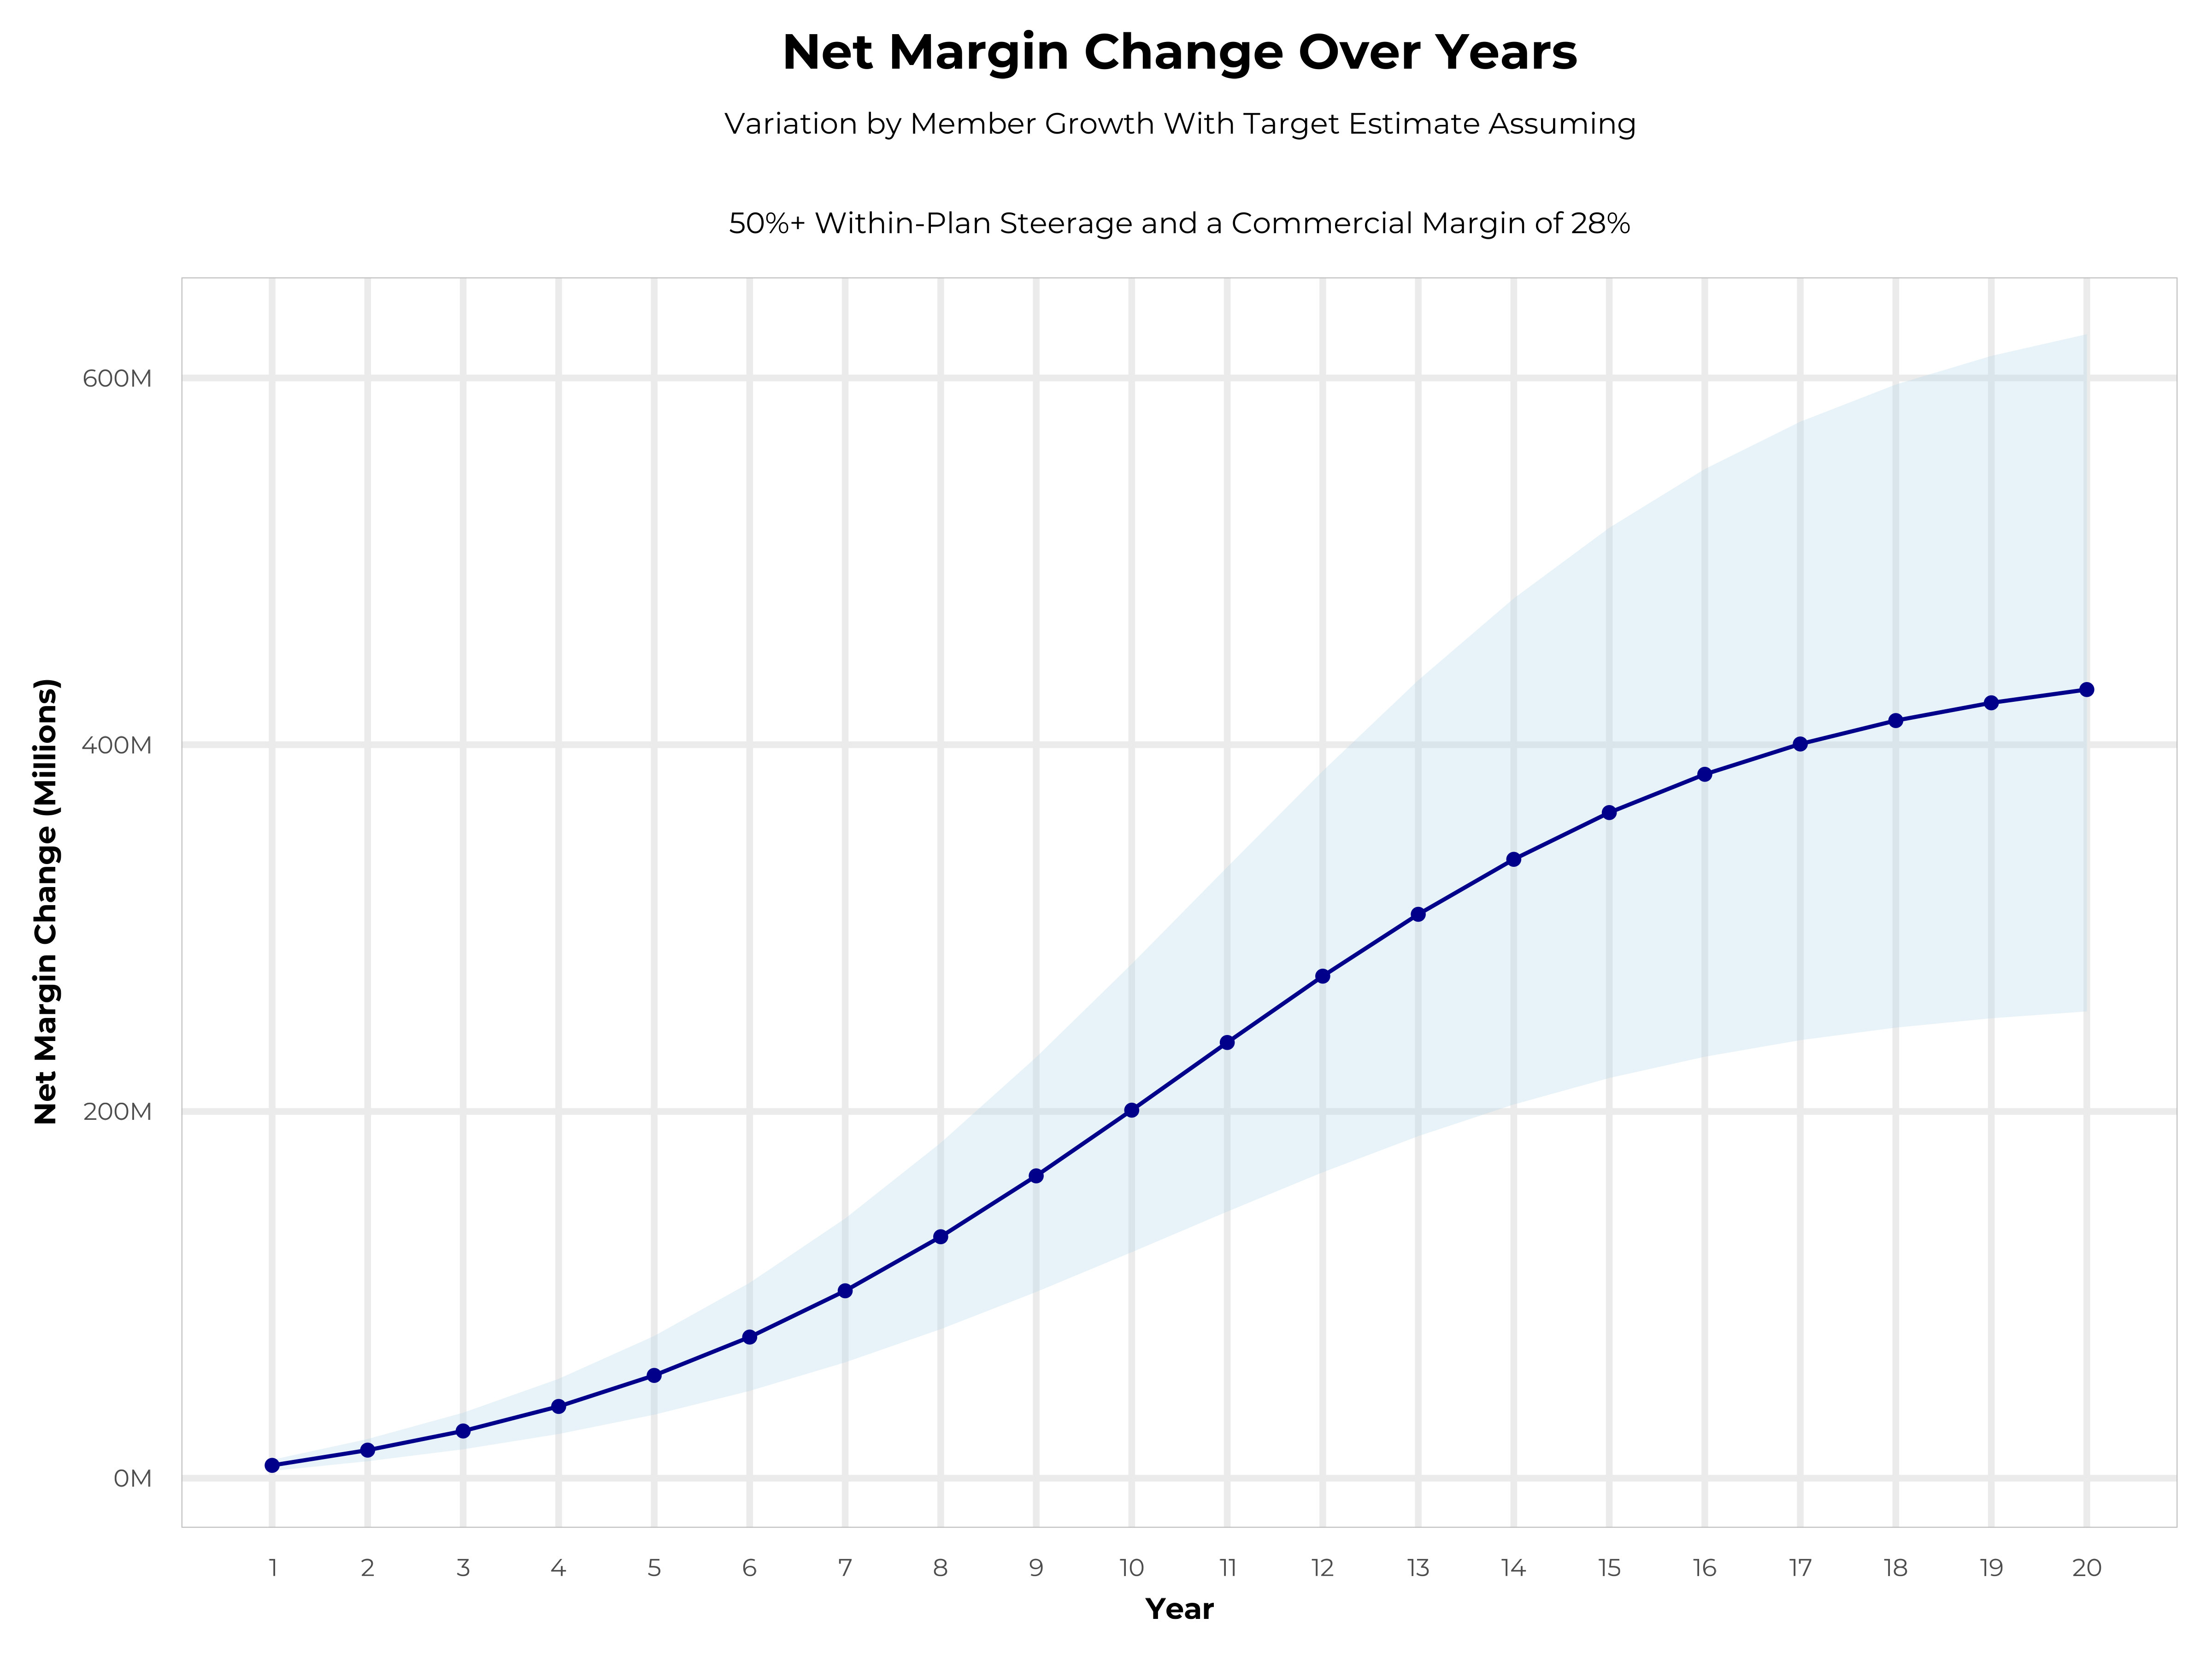 Net Margin Change Over Years
Variation by Member Growth With Target Estimate Assuming
50%+ Within-Plan Steerage and a Commercial Margin of 28%
Net Margin Change (Millions)
600M
400M
200M
0M
1 2 3 4 5 6 7 8 9 10 11 12 13 14 15 16 17 18 19 20
Year